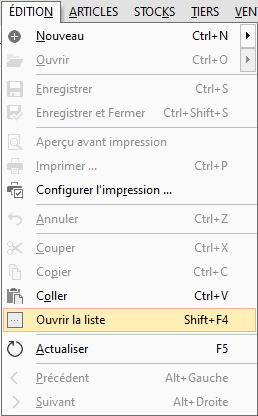 ÉDITION ARTICLES STOCKS TIERS VEN
Nouveau Ctrl+N
Ouvrir Ctrl+O
Enregistrer Ctrl+S
Enregistrer et Fermer Ctrl+Shift+S
Aperçu avant impression
Imprimer ... Ctrl+P
Configurer l'impression ...
Annuler Ctrl+Z
Couper Ctrl+X
Copier Ctrl+C
Coller Ctrl+V
Ouvrir la liste Shift+F4
Actualiser F5
Précédent Alt+Gauche
Suivant Alt+Droite